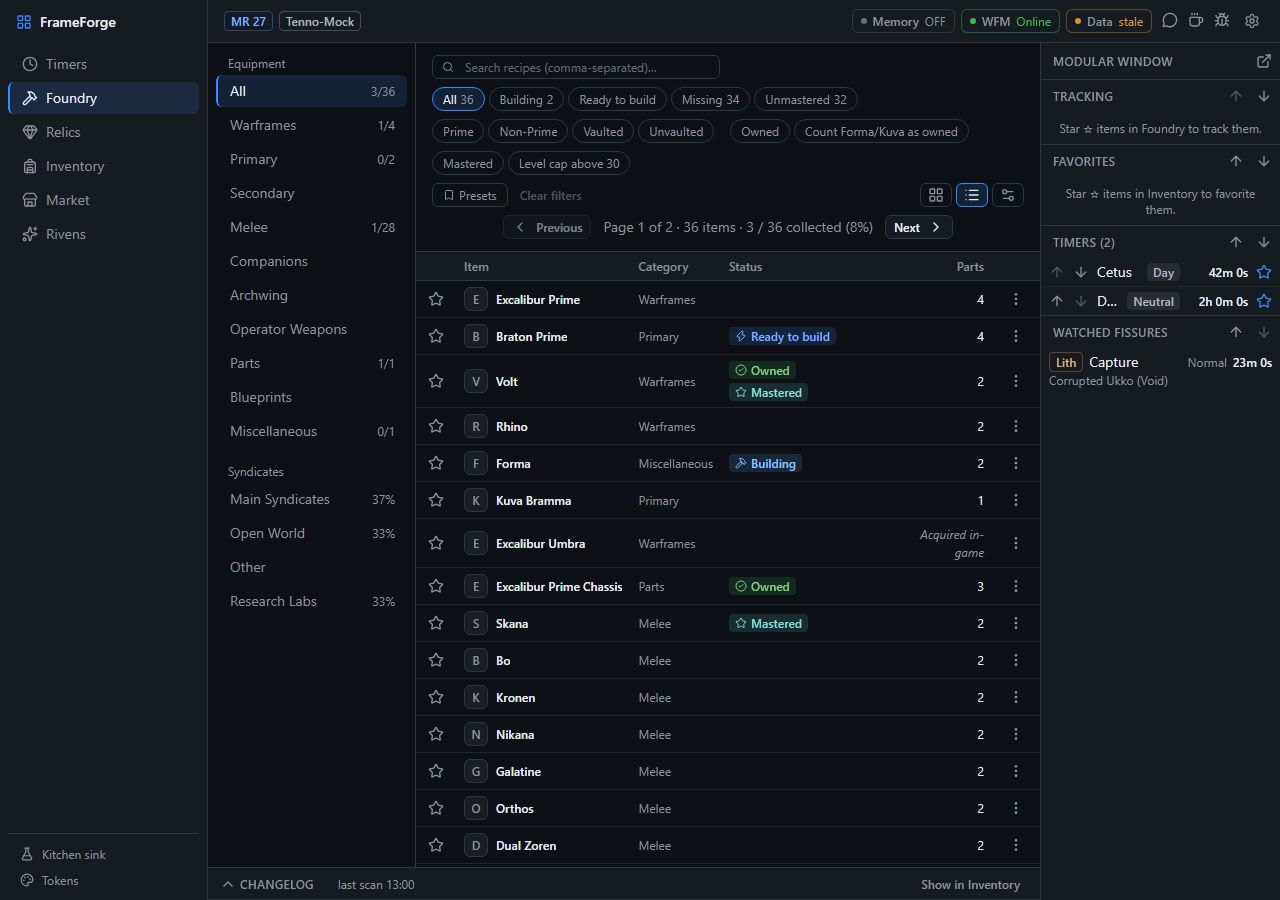 FrameForge
MR 27
Tenno-Mock
Memory OFF
WFM Online
Data stale
Timers
Foundry
Relics
Inventory
Market
Rivens
Kitchen sink
Tokens
Equipment
All 3/36
Warframes 1/4
Primary 0/2
Secondary
Melee 1/28
Companions
Archwing
Operator Weapons
Parts 1/1
Blueprints
Miscellaneous 0/1
Syndicates
Main Syndicates 37%
Open World 33%
Other
Research Labs 33%
Search recipes (comma-separated)...
All 36 Building 2 Ready to build Missing 34 Unmastered 32
Prime Non-Prime Vaulted Unvaulted Owned Count Forma/Kuva as owned
Mastered Level cap above 30
Presets Clear filters
Previous Page 1 of 2 · 36 items · 3 / 36 collected (8%) Next
Item Category Status Parts
E Excalibur Prime Warframes 4
B Braton Prime Primary Ready to build 4
V Volt Warframes Owned Mastered 2
R Rhino Warframes 2
F Forma Miscellaneous Building 2
K Kuva Bramma Primary 1
E Excalibur Umbra Warframes Acquired in-
game
E Excalibur Prime Chassis Parts Owned 3
S Skana Melee Mastered 2
B Bo Melee 2
K Kronen Melee 2
N Nikana Melee 2
G Galatine Melee 2
O Orthos Melee 2
D Dual Zoren Melee 2
CHANGELOG last scan 13:00 Show in Inventory
MODULAR WINDOW
TRACKING
Star ☆ items in Foundry to track them.
FAVORITES
Star ☆ items in Inventory to favorite
them.
TIMERS (2)
Cetus Day 42m 0s
D... Neutral 2h 0m 0s
WATCHED FISSURES
Lith Capture Normal 23m 0s
Corrupted Ukko (Void)